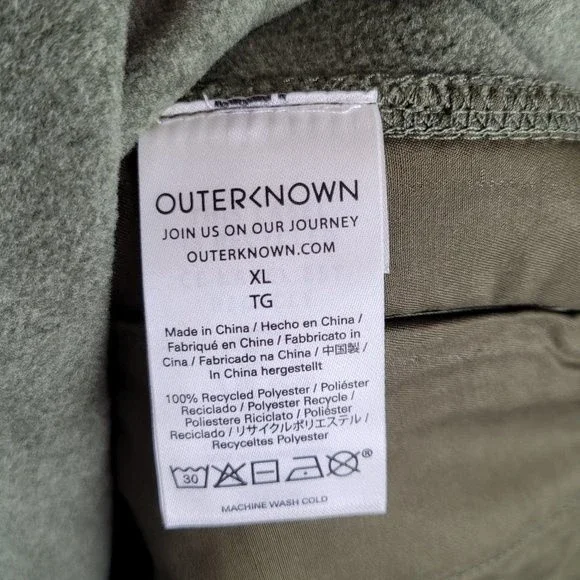 OUTERKNOWN
JOIN US ON OUR JOURNEY
OUTERKNOWN.COM
XL
TG
Made in China / Hecho en China /
Fabriqué en Chine / Fabbricato in
Cina / Fabricado na China / 中国製 /
In China hergestellt
100% Recycled Polyester / Poliéster
Reciclado / Polyester Recycle /
Poliestere Riciclato / Poliéster
Reciclado / リサイクルポリエステル /
Recyceltes Polyester
30
MACHINE WASH COLD